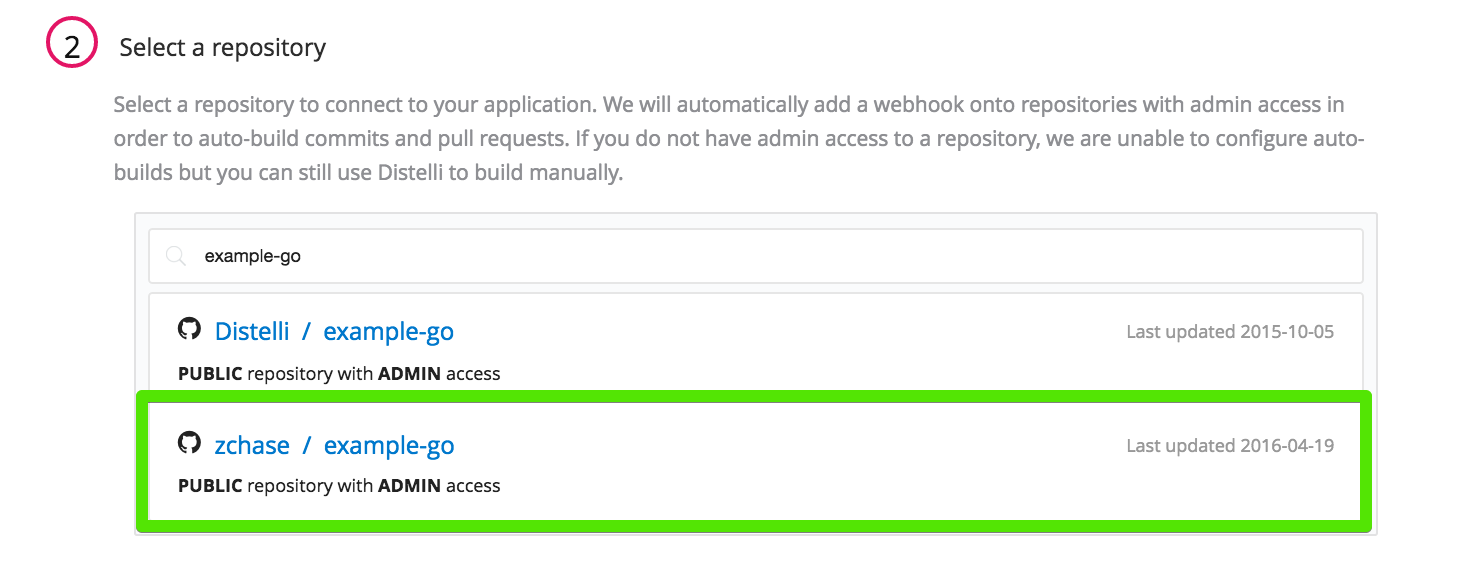 2 Select a repository
Select a repository to connect to your application. We will automatically add a webhook onto repositories with admin access in
order to auto-build commits and pull requests. If you do not have admin access to a repository, we are unable to configure auto-
builds but you can still use Distelli to build manually.
example-go
Distelli / example-go Last updated 2015-10-05
PUBLIC repository with ADMIN access
zchase / example-go Last updated 2016-04-19
PUBLIC repository with ADMIN access